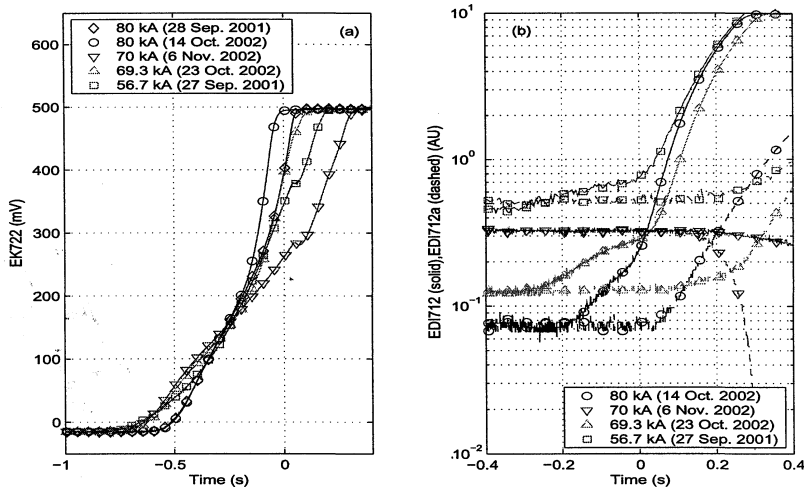 (a)
80 kA (28 Sep. 2001)
80 kA (14 Oct. 2002)
70 kA (6 Nov. 2002)
69.3 kA (23 Oct. 2002)
56.7 kA (27 Sep. 2001)
EK722 (mV)
600
500
400
300
200
100
0
−1
−0.5
0
Time (s)
(b)
EDI712 (solid),EDI712a (dashed) (AU)
10^1
10^0
10^−1
10^−2
80 kA (14 Oct. 2002)
70 kA (6 Nov. 2002)
69.3 kA (23 Oct. 2002)
56.7 kA (27 Sep. 2001)
−0.4
−0.2
0
0.2
0.4
Time (s)